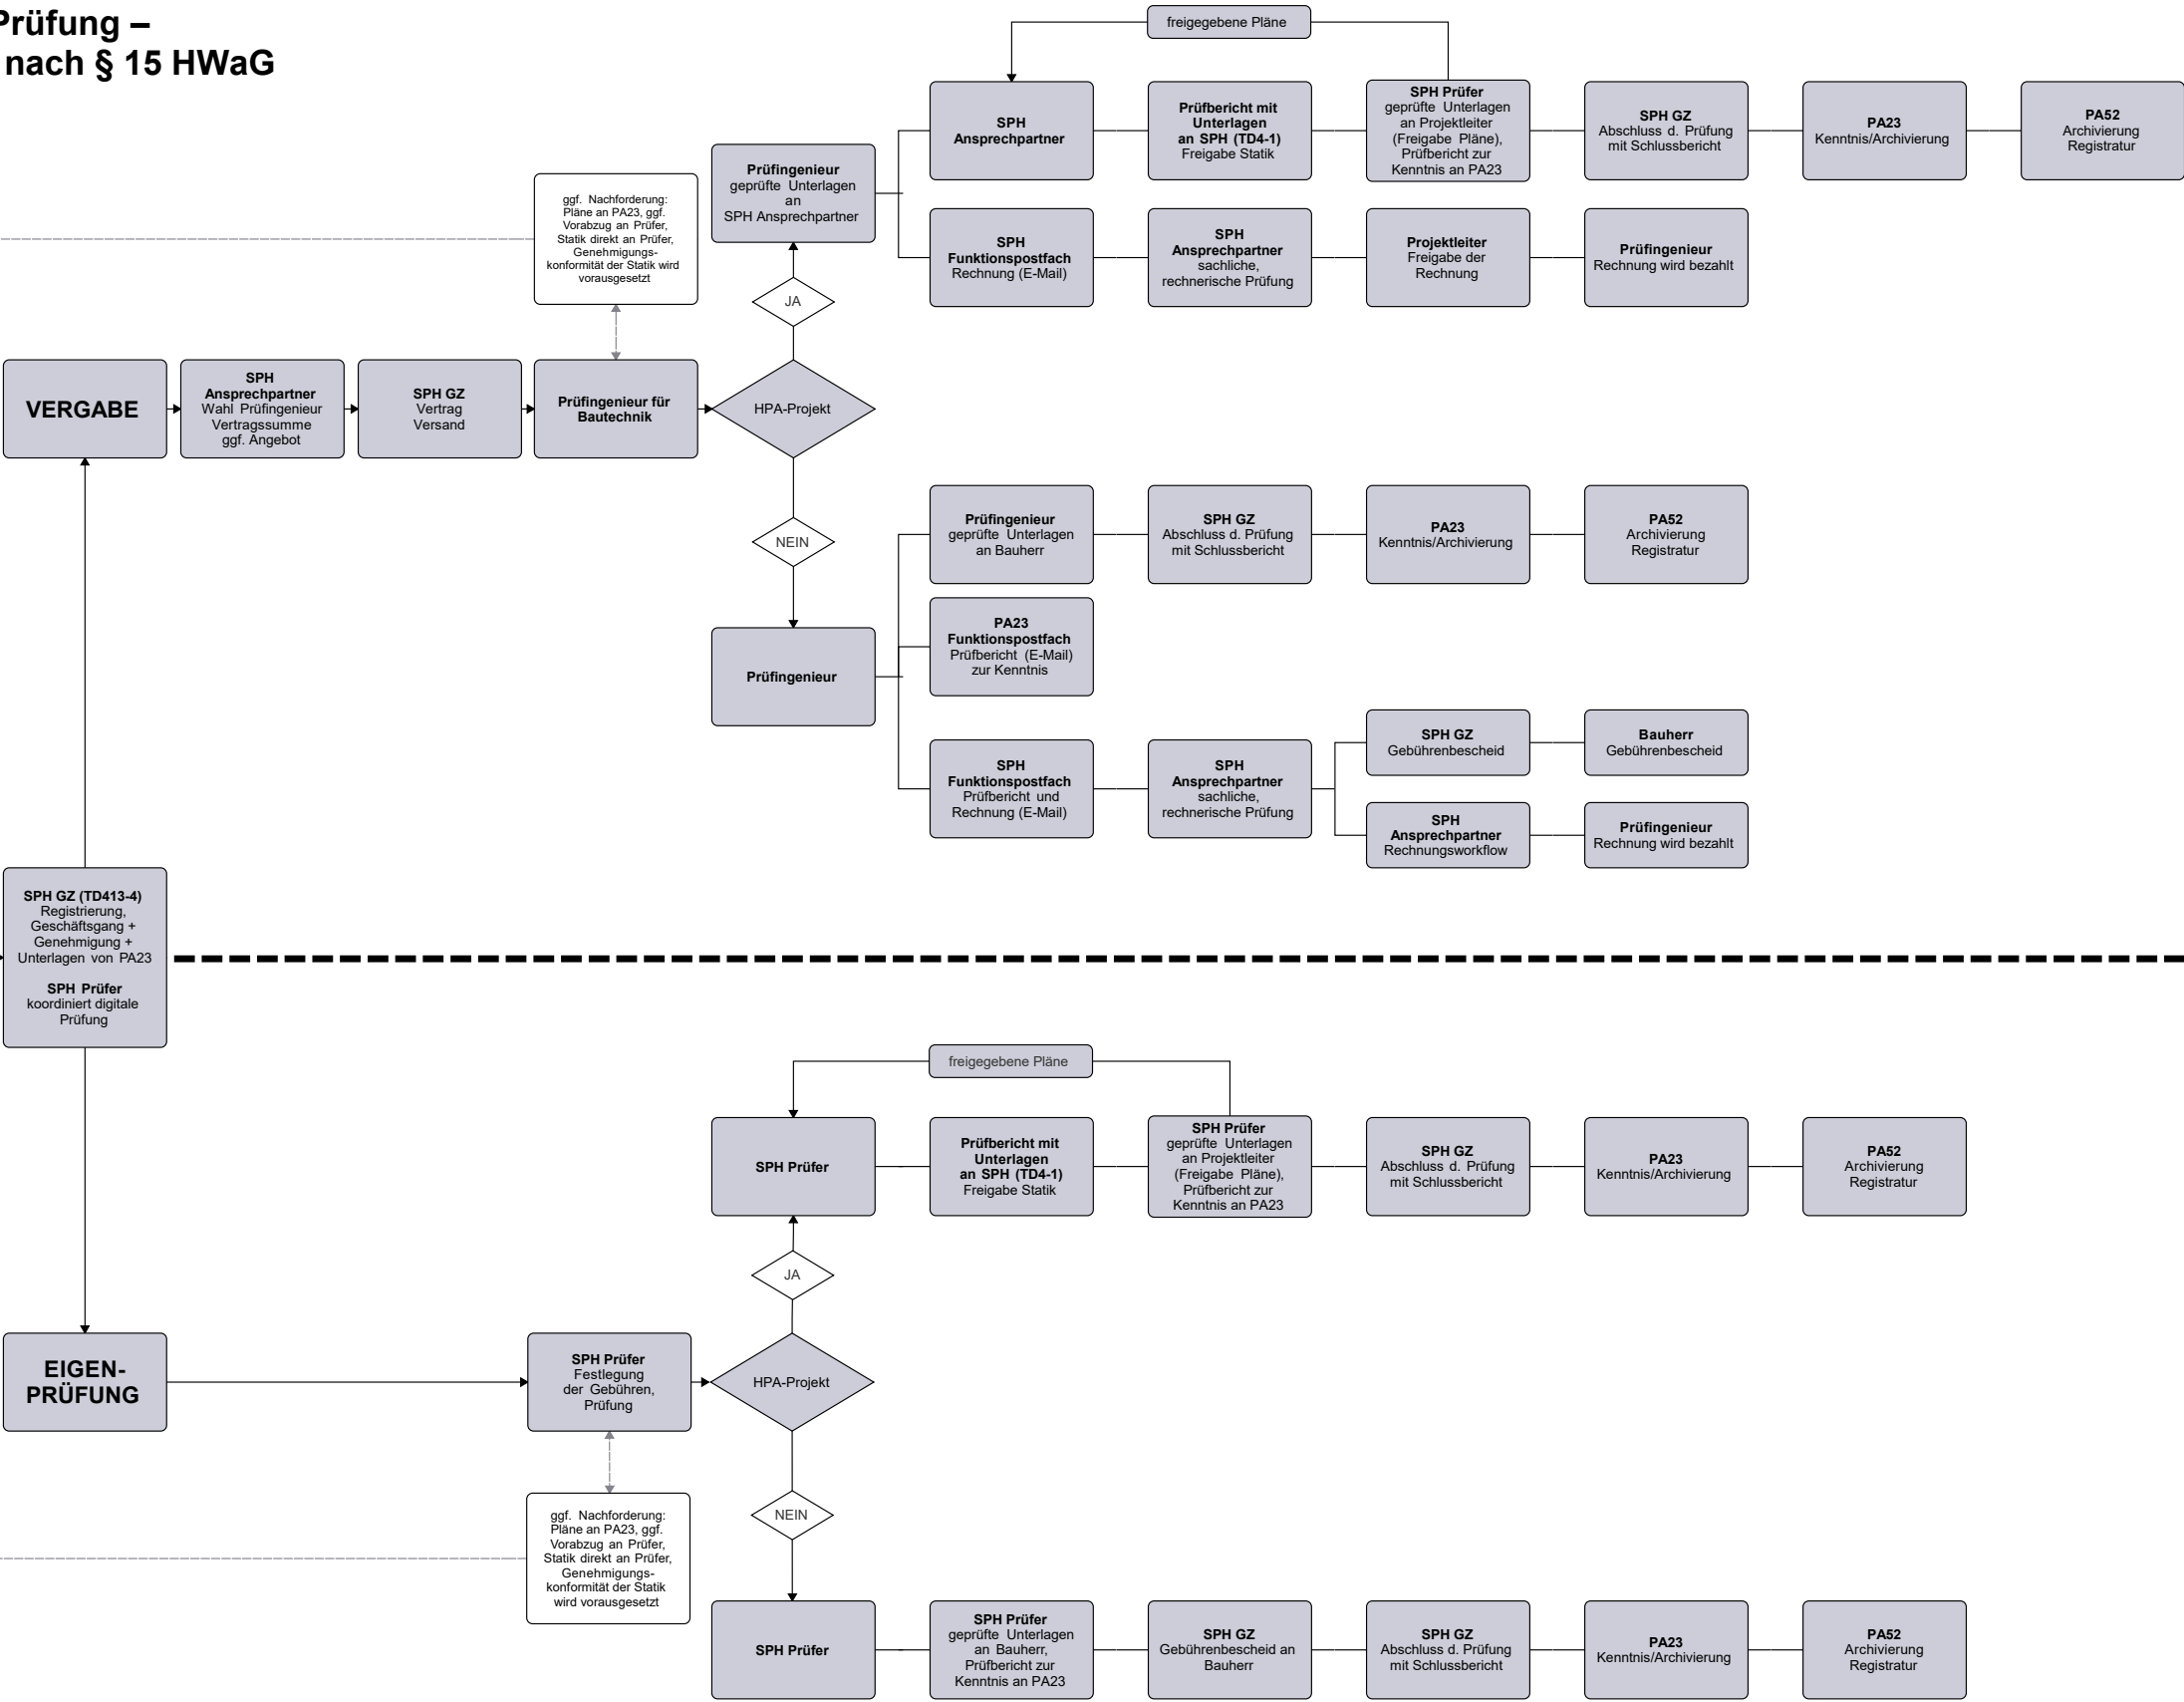 Prüfung –
nach § 15 HWaG
freigegebene Pläne
SPH
Ansprechpartner
Prüfbericht mit
Unterlagen
an SPH (TD4-1)
Freigabe Statik
SPH Prüfer
geprüfte Unterlagen
an Projektleiter
(Freigabe Pläne),
Prüfbericht zur
Kenntnis an PA23
SPH GZ
Abschluss d. Prüfung
mit Schlussbericht
PA23
Kenntnis/Archivierung
PA52
Archivierung
Registratur
Prüfingenieur
geprüfte Unterlagen
an
SPH Ansprechpartner
ggf. Nachforderung:
Pläne an PA23, ggf.
Vorabzug an Prüfer,
Statik direkt an Prüfer,
Genehmigungs-
konformität der Statik wird
vorausgesetzt
SPH
Funktionspostfach
Rechnung (E-Mail)
SPH
Ansprechpartner
sachliche,
rechnerische Prüfung
Projektleiter
Freigabe der
Rechnung
Prüfingenieur
Rechnung wird bezahlt
JA
VERGABE
SPH
Ansprechpartner
Wahl Prüfingenieur
Vertragssumme
ggf. Angebot
SPH GZ
Vertrag
Versand
Prüfingenieur für
Bautechnik
HPA-Projekt
NEIN
Prüfingenieur
geprüfte Unterlagen
an Bauherr
SPH GZ
Abschluss d. Prüfung
mit Schlussbericht
PA23
Kenntnis/Archivierung
PA52
Archivierung
Registratur
PA23
Funktionspostfach
Prüfbericht (E-Mail)
zur Kenntnis
Prüfingenieur
SPH
Funktionspostfach
Prüfbericht und
Rechnung (E-Mail)
SPH
Ansprechpartner
sachliche,
rechnerische Prüfung
SPH GZ
Gebührenbescheid
Bauherr
Gebührenbescheid
SPH
Ansprechpartner
Rechnungsworkflow
Prüfingenieur
Rechnung wird bezahlt
SPH GZ (TD413-4)
Registrierung,
Geschäftsgang +
Genehmigung +
Unterlagen von PA23
SPH Prüfer
koordiniert digitale
Prüfung
freigegebene Pläne
SPH Prüfer
Prüfbericht mit
Unterlagen
an SPH (TD4-1)
Freigabe Statik
SPH Prüfer
geprüfte Unterlagen
an Projektleiter
(Freigabe Pläne),
Prüfbericht zur
Kenntnis an PA23
SPH GZ
Abschluss d. Prüfung
mit Schlussbericht
PA23
Kenntnis/Archivierung
PA52
Archivierung
Registratur
JA
EIGEN-
PRÜFUNG
SPH Prüfer
Festlegung
der Gebühren,
Prüfung
HPA-Projekt
NEIN
ggf. Nachforderung:
Pläne an PA23, ggf.
Vorabzug an Prüfer,
Statik direkt an Prüfer,
Genehmigungs-
konformität der Statik
wird vorausgesetzt
SPH Prüfer
SPH Prüfer
geprüfte Unterlagen
an Bauherr,
Prüfbericht zur
Kenntnis an PA23
SPH GZ
Gebührenbescheid an
Bauherr
SPH GZ
Abschluss d. Prüfung
mit Schlussbericht
PA23
Kenntnis/Archivierung
PA52
Archivierung
Registratur